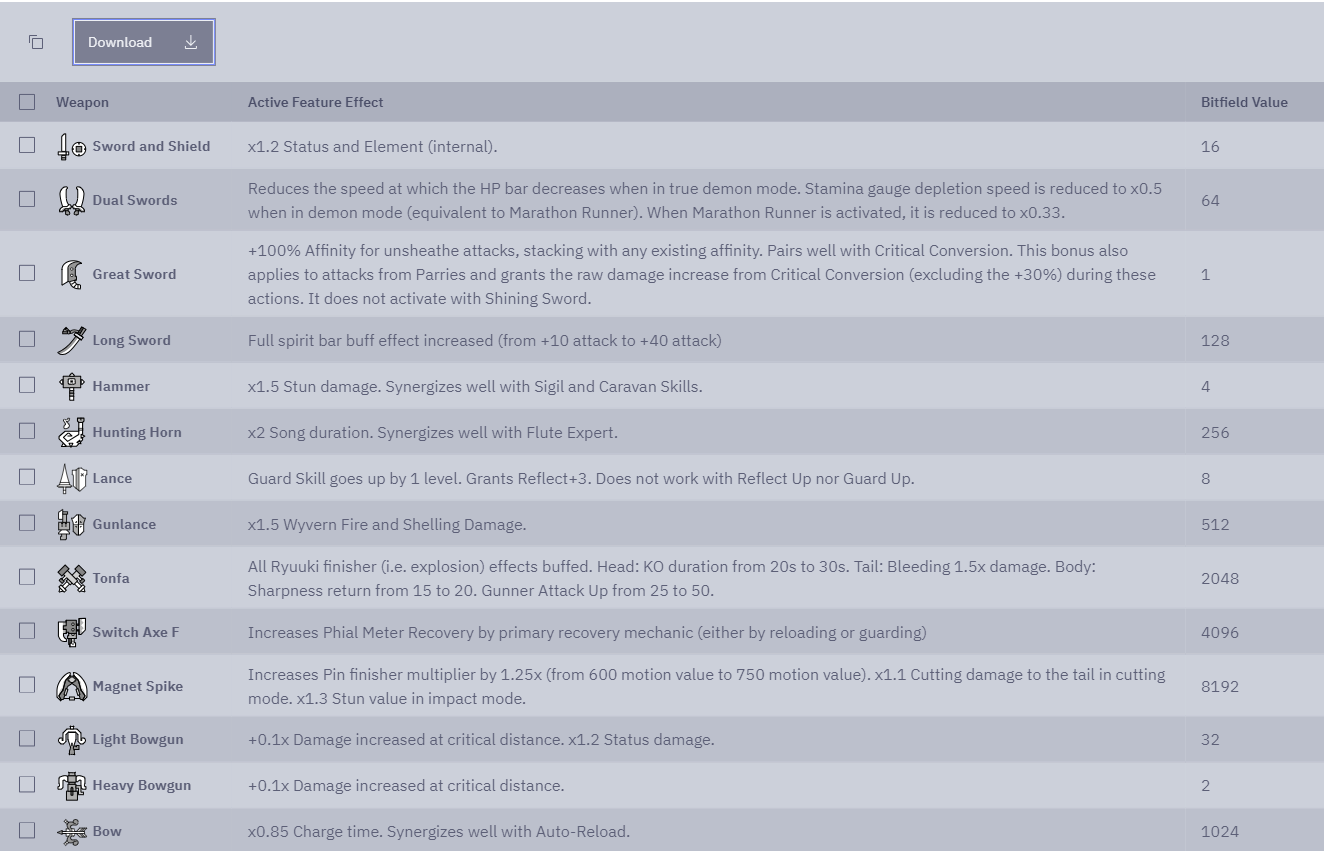 Download
Weapon Active Feature Effect Bitfield Value
Sword and Shield x1.2 Status and Element (internal). 16
Dual Swords Reduces the speed at which the HP bar decreases when in true demon mode. Stamina gauge depletion speed is reduced to x0.5
when in demon mode (equivalent to Marathon Runner). When Marathon Runner is activated, it is reduced to x0.33. 64
Great Sword +100% Affinity for unsheathe attacks, stacking with any existing affinity. Pairs well with Critical Conversion. This bonus also
applies to attacks from Parries and grants the raw damage increase from Critical Conversion (excluding the +30%) during these
actions. It does not activate with Shining Sword. 1
Long Sword Full spirit bar buff effect increased (from +10 attack to +40 attack) 128
Hammer x1.5 Stun damage. Synergizes well with Sigil and Caravan Skills. 4
Hunting Horn x2 Song duration. Synergizes well with Flute Expert. 256
Lance Guard Skill goes up by 1 level. Grants Reflect+3. Does not work with Reflect Up nor Guard Up. 8
Gunlance x1.5 Wyvern Fire and Shelling Damage. 512
Tonfa All Ryuuki finisher (i.e. explosion) effects buffed. Head: KO duration from 20s to 30s. Tail: Bleeding 1.5x damage. Body:
Sharpness return from 15 to 20. Gunner Attack Up from 25 to 50. 2048
Switch Axe F Increases Phial Meter Recovery by primary recovery mechanic (either by reloading or guarding) 4096
Magnet Spike Increases Pin finisher multiplier by 1.25x (from 600 motion value to 750 motion value). x1.1 Cutting damage to the tail in cutting
mode. x1.3 Stun value in impact mode. 8192
Light Bowgun +0.1x Damage increased at critical distance. x1.2 Status damage. 32
Heavy Bowgun +0.1x Damage increased at critical distance. 2
Bow x0.85 Charge time. Synergizes well with Auto-Reload. 1024